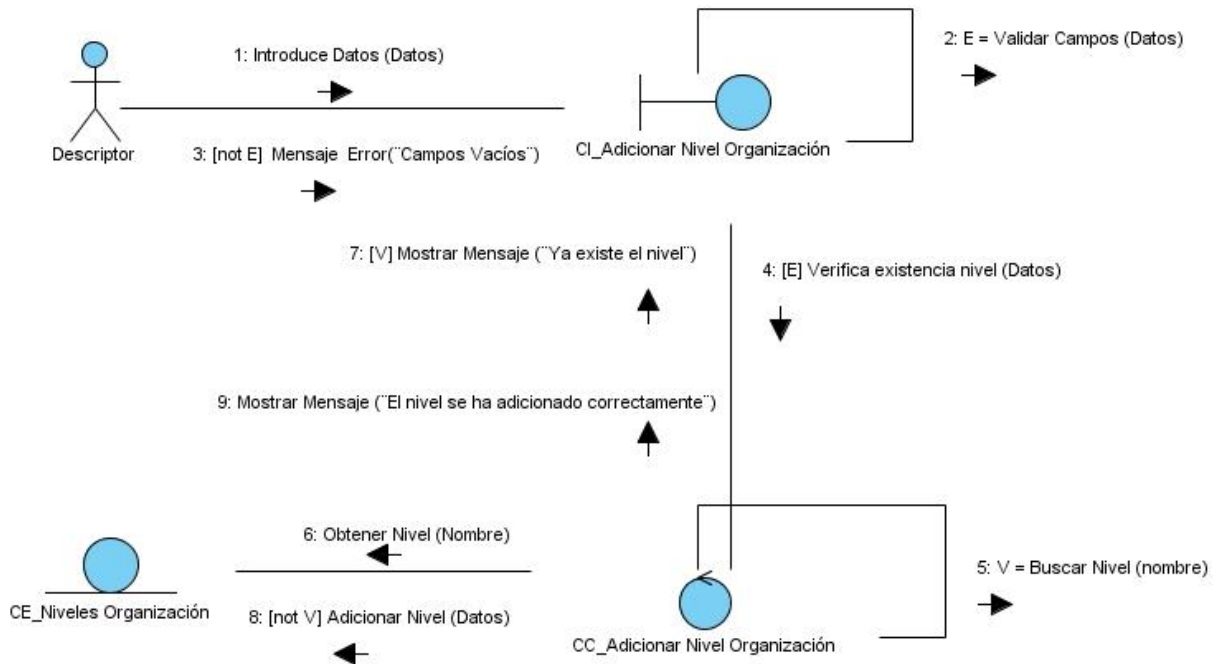 1: Introduce Datos (Datos)
2: E = Validar Campos (Datos)
Descriptor
3: [not E]  Mensaje  Error(¨Campos Vacíos¨)
CI_Adicionar Nivel Organización
7: [V] Mostrar Mensaje (¨Ya existe el nivel¨)
4: [E] Verifica existencia nivel (Datos)
9: Mostrar Mensaje (¨El nivel se ha adicionado correctamente¨)
6: Obtener Nivel (Nombre)
5: V = Buscar Nivel (nombre)
CE_Niveles Organización
8: [not V] Adicionar Nivel (Datos)
CC_Adicionar Nivel Organización